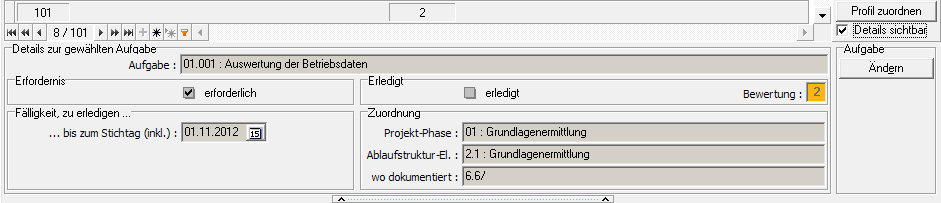 101 2
Profil zuordnen
8 / 101
Details sichtbar
Details zur gewählten Aufgabe
Aufgabe
Aufgabe : 01.001 : Auswertung der Betriebsdaten
Ändern
Erfordernis
erforderlich
Erledigt
erledigt
Bewertung : 2
Fälligkeit, zu erledigen ...
... bis zum Stichtag (inkl.) : 01.11.2012 15
Zuordnung
Projekt-Phase : 01 : Grundlagenermittlung
Ablaufstruktur-El. : 2.1 : Grundlagenermittlung
wo dokumentiert : 6.6/